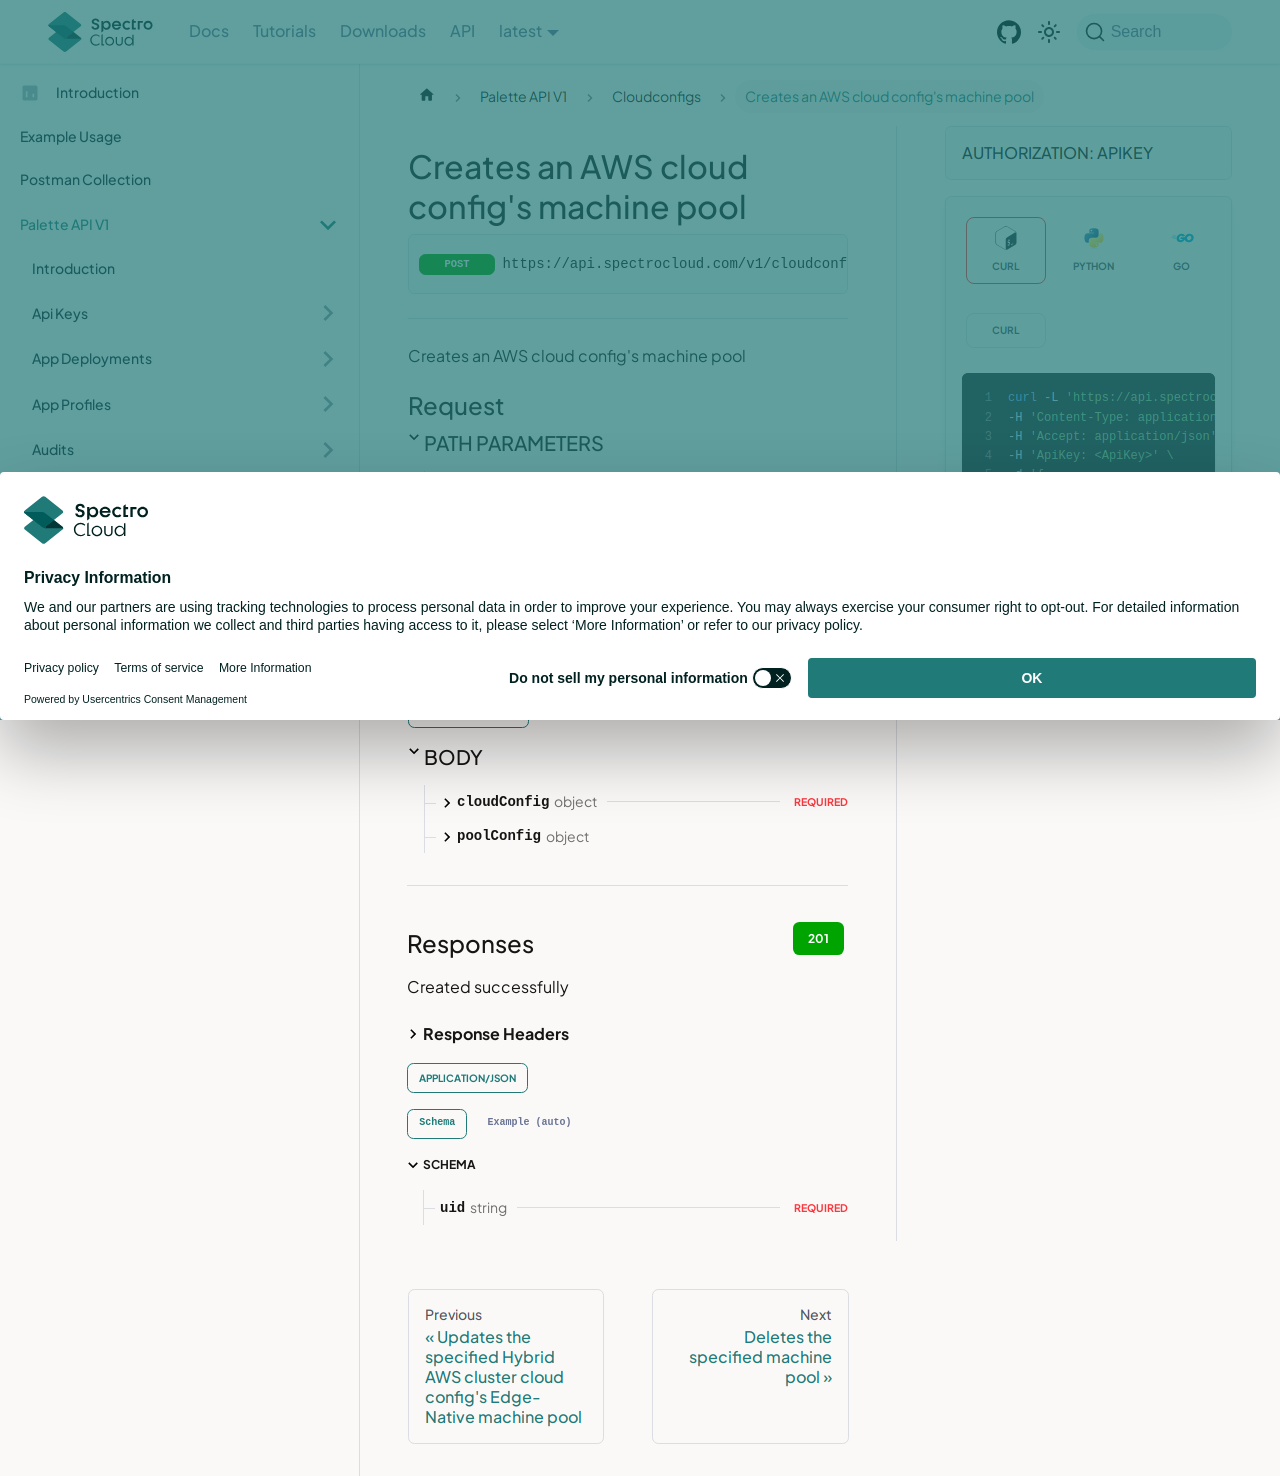 Spectro Cloud
Docs
Tutorials
Downloads
API
latest
Search
Introduction
Example Usage
Postman Collection
Palette API V1
Introduction
Api Keys
App Deployments
App Profiles
Audits
Palette API V1
Cloudconfigs
Creates an AWS cloud config's machine pool
Creates an AWS cloud
config's machine pool
POST https://api.spectrocloud.com/v1/cloudconf
Creates an AWS cloud config's machine pool
Request
PATH PARAMETERS
AUTHORIZATION: APIKEY
CURL
PYTHON
GO
CURL
1 curl -L 'https://api.spectroc
2 -H 'Content-Type: application
3 -H 'Accept: application/json'
4 -H 'ApiKey: <ApiKey>' \
Spectro
Cloud
Privacy Information
We and our partners are using tracking technologies to process personal data in order to improve your experience. You may always exercise your consumer right to opt-out. For detailed information
about personal information we collect and third parties having access to it, please select ‘More Information’ or refer to our privacy policy.
Privacy policy
Terms of service
More Information
Powered by Usercentrics Consent Management
Do not sell my personal information
OK
BODY
cloudConfig object REQUIRED
poolConfig object
Responses
201
Created successfully
Response Headers
APPLICATION/JSON
Schema
Example (auto)
SCHEMA
uid string REQUIRED
Previous
« Updates the
specified Hybrid
AWS cluster cloud
config's Edge-
Native machine pool
Next
Deletes the
specified machine
pool »